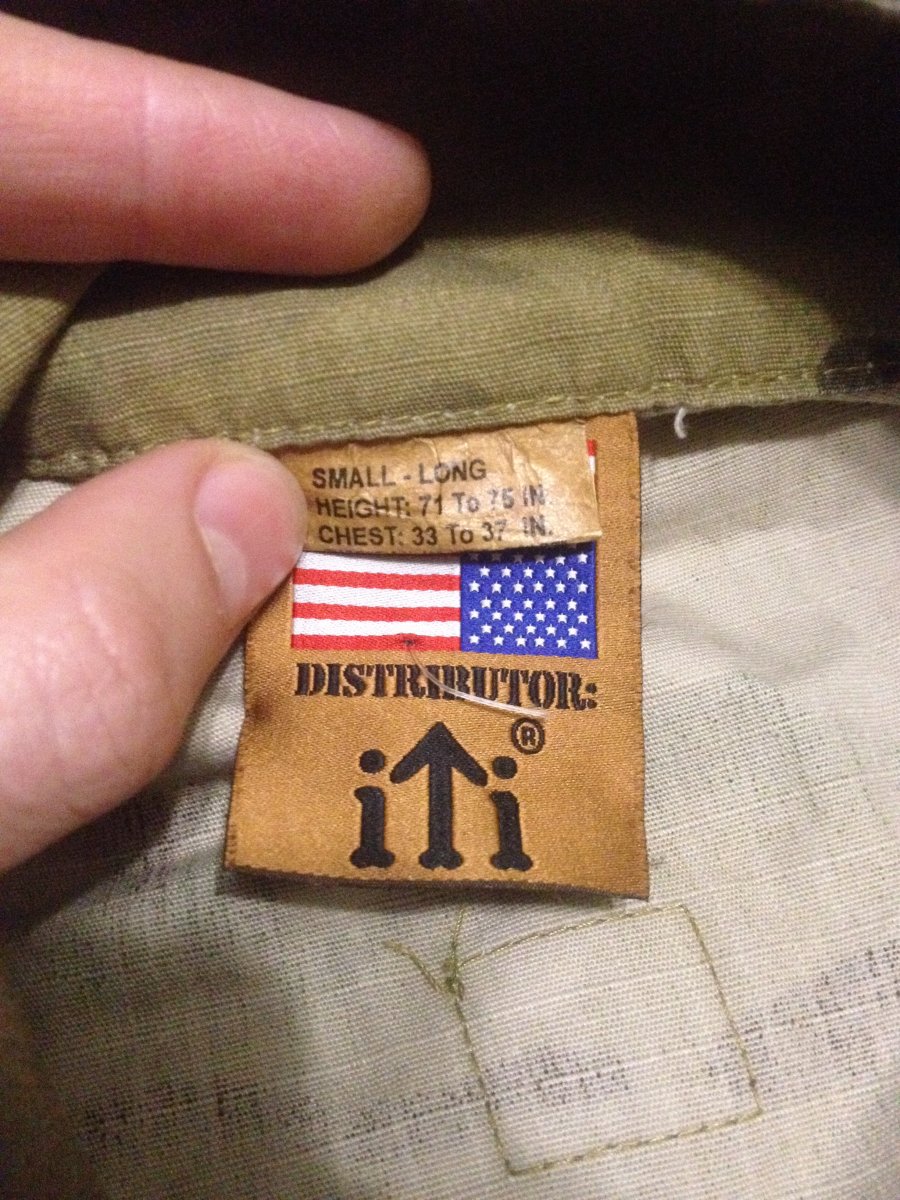 SMALL - LONG
HEIGHT: 71 To 75 IN.
CHEST: 33 To 37 IN.
DISTRIBUTOR:
iTi®